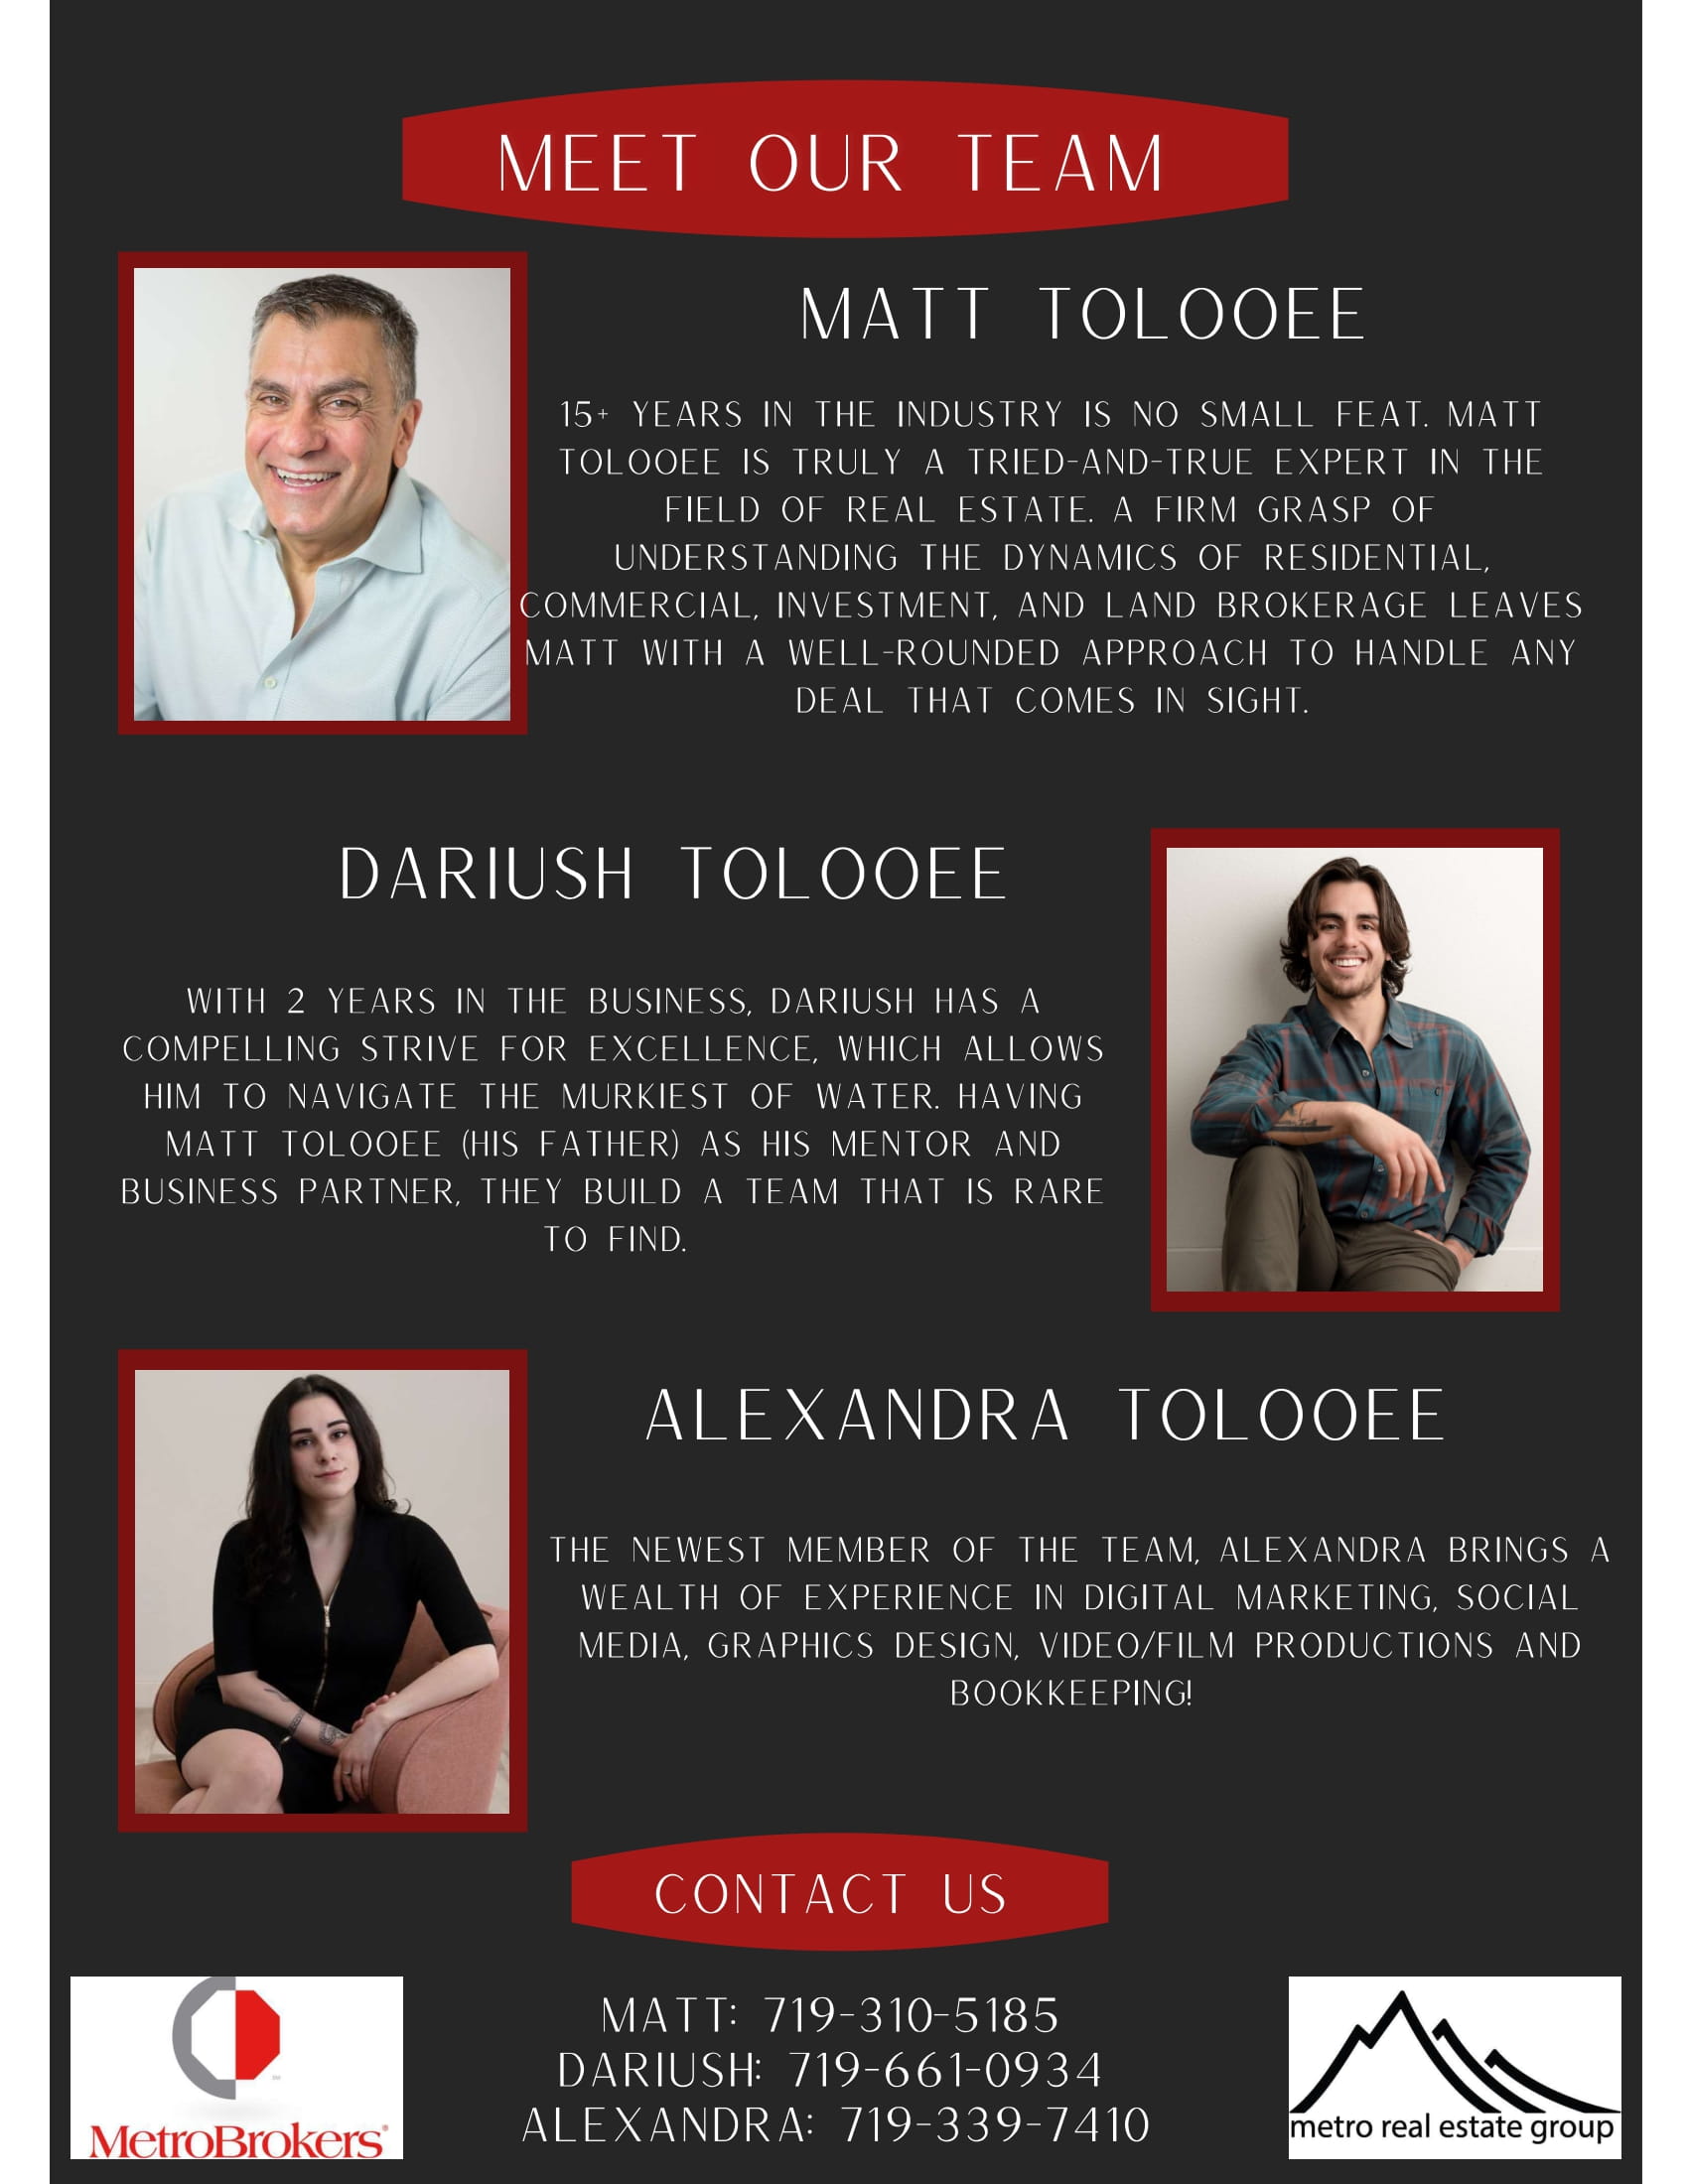 MEET OUR TEAM
MATT TOLOOEE
15+ YEARS IN THE INDUSTRY IS NO SMALL FEAT. MATT
TOLOOEE IS TRULY A TRIED-AND-TRUE EXPERT IN THE
FIELD OF REAL ESTATE. A FIRM GRASP OF
UNDERSTANDING THE DYNAMICS OF RESIDENTIAL,
COMMERCIAL, INVESTMENT, AND LAND BROKERAGE LEAVES
MATT WITH A WELL-ROUNDED APPROACH TO HANDLE ANY
DEAL THAT COMES IN SIGHT.
DARIUSH TOLOOEE
WITH 2 YEARS IN THE BUSINESS, DARIUSH HAS A
COMPELLING STRIVE FOR EXCELLENCE, WHICH ALLOWS
HIM TO NAVIGATE THE MURKIEST OF WATER. HAVING
MATT TOLOOEE (HIS FATHER) AS HIS MENTOR AND
BUSINESS PARTNER, THEY BUILD A TEAM THAT IS RARE
TO FIND.
ALEXANDRA TOLOOEE
THE NEWEST MEMBER OF THE TEAM, ALEXANDRA BRINGS A
WEALTH OF EXPERIENCE IN DIGITAL MARKETING, SOCIAL
MEDIA, GRAPHICS DESIGN, VIDEO/FILM PRODUCTIONS AND
BOOKKEEPING!
CONTACT US
MATT: 719-310-5185
DARIUSH: 719-661-0934
ALEXANDRA: 719-339-7410
MetroBrokers®
metro real estate group